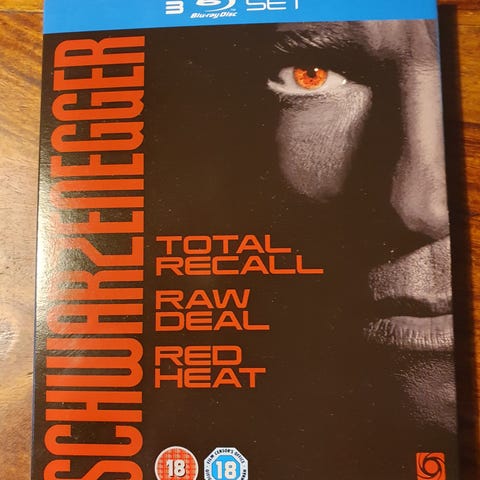 3 Blu-ray Disc SET
SCHWARZENEGGER
TOTAL
RECALL
RAW
DEAL
RED
HEAT
18
18